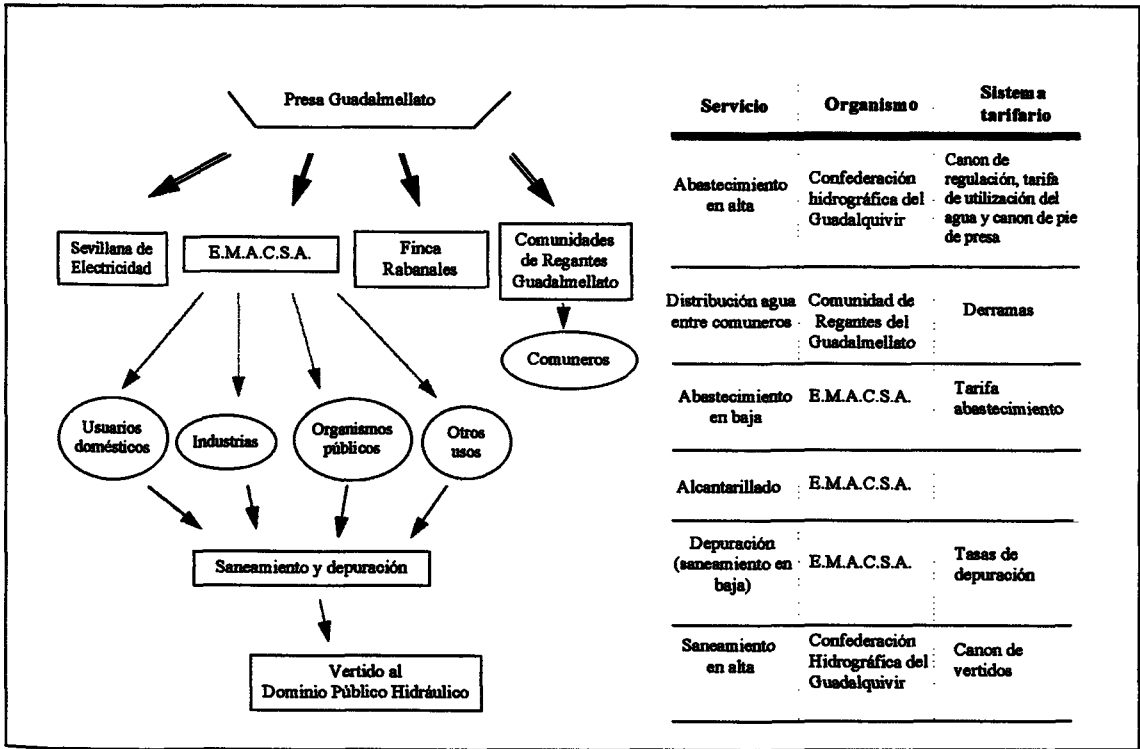 Presa Guadalmellato
Sevillana de
Electricidad
E.M.A.C.S.A.
Finca
Rabanales
Comunidades
de Regantes
Guadalmellato
Comuneros
Usuarios
domésticos
Industrias
Organismos
públicos
Otros
usos
Saneamiento y depuración
Vertido al
Dominio Público Hidráulico
Servicio
Organismo
Sistema
tarifario
Abastecimiento
en alta
Confederación
hidrográfica del
Guadalquivir
Canon de
regulación, tarifa
de utilización del
agua y canon de pie
de presa
Distribución agua
entre comuneros
Comunidad de
Regantes del
Guadalmellato
Derramas
Abastecimiento
en baja
E.M.A.C.S.A.
Tarifa
abastecimiento
Alcantarillado
E.M.A.C.S.A.
Depuración
(saneamiento en
baja)
E.M.A.C.S.A.
Tasas de
depuración
Saneamiento
en alta
Confederación
Hidrográfica del
Guadalquivir
Canon de
vertidos